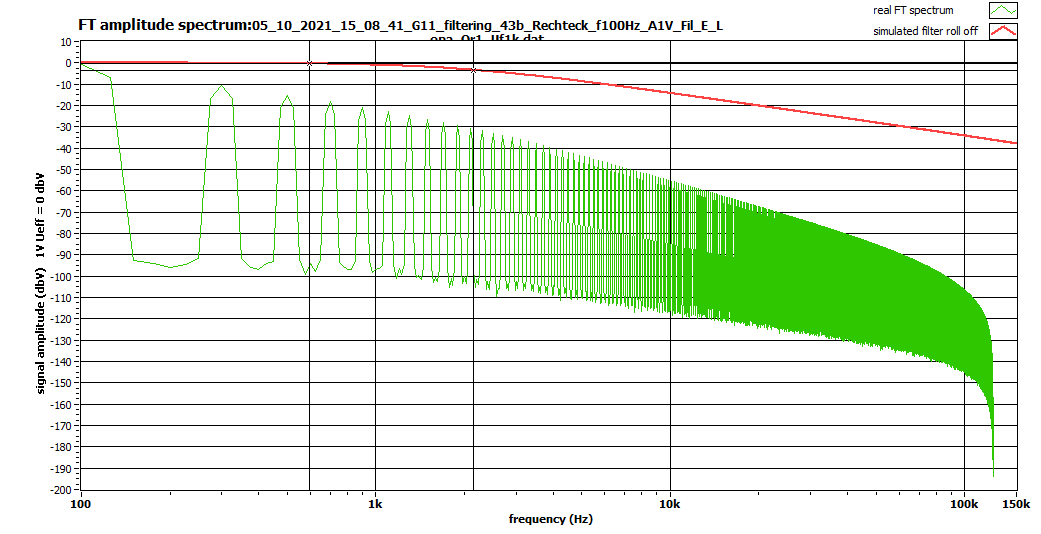 real FT spectrum
FT amplitude spectrum:05_10_2021_15_08_41_G11_filtering_43b_Rechteck_f100Hz_A1V_Fil_E_L
simulated filter roll off
10
0
-10
-20
-30
-40
-50
-60
-70
-80
-90
-100
-110
-120
-130
-140
-150
-160
-170
-180
-190
-200
signal amplitude (dbV) 1V Ueff = 0 dbV
100
1k
10k
100k
150k
frequency (Hz)